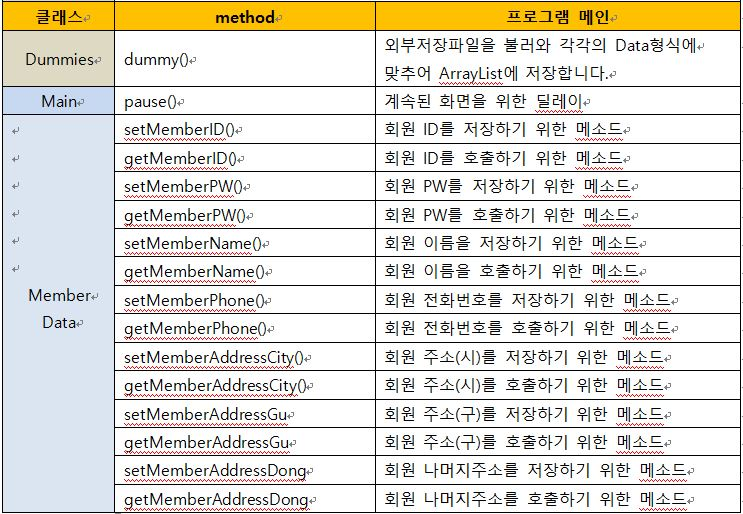 클래스 method 프로그램 메인
Dummies dummy() 외부저장파일을 불러와 각각의 Data형식에
맞추어 ArrayList에 저장합니다.
Main pause() 계속된 화면을 위한 딜레이
Member
Data
setMemberID() 회원 ID를 저장하기 위한 메소드
getMemberID() 회원 ID를 호출하기 위한 메소드
setMemberPW() 회원 PW를 저장하기 위한 메소드
getMemberPW() 회원 PW를 호출하기 위한 메소드
setMemberName() 회원 이름을 저장하기 위한 메소드
getMemberName() 회원 이름을 호출하기 위한 메소드
setMemberPhone() 회원 전화번호를 저장하기 위한 메소드
getMemberPhone() 회원 전화번호를 호출하기 위한 메소드
setMemberAddressCity() 회원 주소(시)를 저장하기 위한 메소드
getMemberAddressCity() 회원 주소(시)를 호출하기 위한 메소드
setMemberAddressGu 회원 주소(구)를 저장하기 위한 메소드
getMemberAddressGu 회원 주소(구)를 호출하기 위한 메소드
setMemberAddressDong 회원 나머지주소를 저장하기 위한 메소드
getMemberAddressDong 회원 나머지주소를 호출하기 위한 메소드